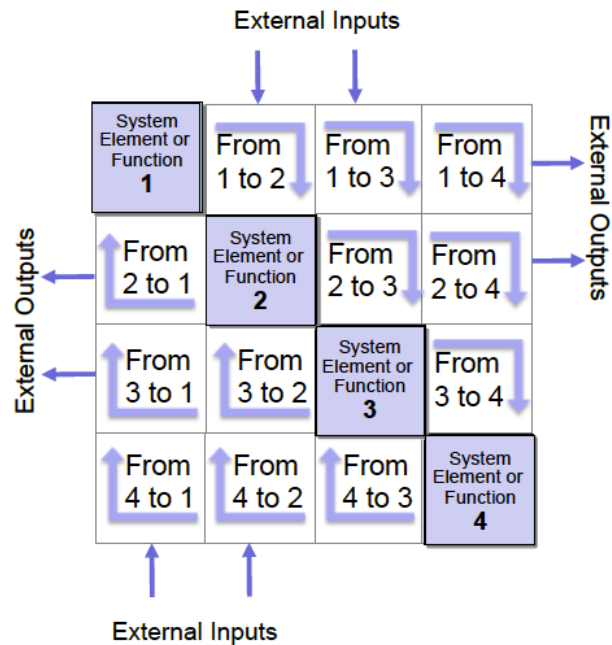 External Inputs
System
Element or
Function
1
From
1 to 2
From
1 to 3
From
1 to 4
External Outputs
From
2 to 1
System
Element or
Function
2
From
2 to 3
From
2 to 4
External Outputs
From
3 to 1
From
3 to 2
System
Element or
Function
3
From
3 to 4
From
4 to 1
From
4 to 2
From
4 to 3
System
Element or
Function
4
External Inputs